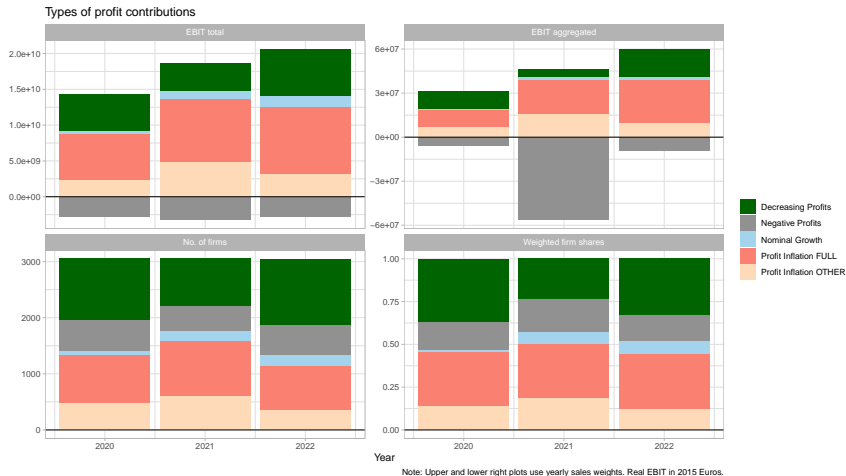 Types of profit contributions
EBIT total
EBIT aggregated
2.0e+10
1.5e+10
1.0e+10
5.0e+09
0.0e+00
6e+07
3e+07
0e+00
−3e+07
−6e+07
No. of firms
Weighted firm shares
3000
2000
1000
0
1.00
0.75
0.50
0.25
0.00
2020
2021
2022
2020
2021
2022
Year
Decreasing Profits
Negative Profits
Nominal Growth
Profit Inflation FULL
Profit Inflation OTHER
Note: Upper and lower right plots use yearly sales weights. Real EBIT in 2015 Euros.